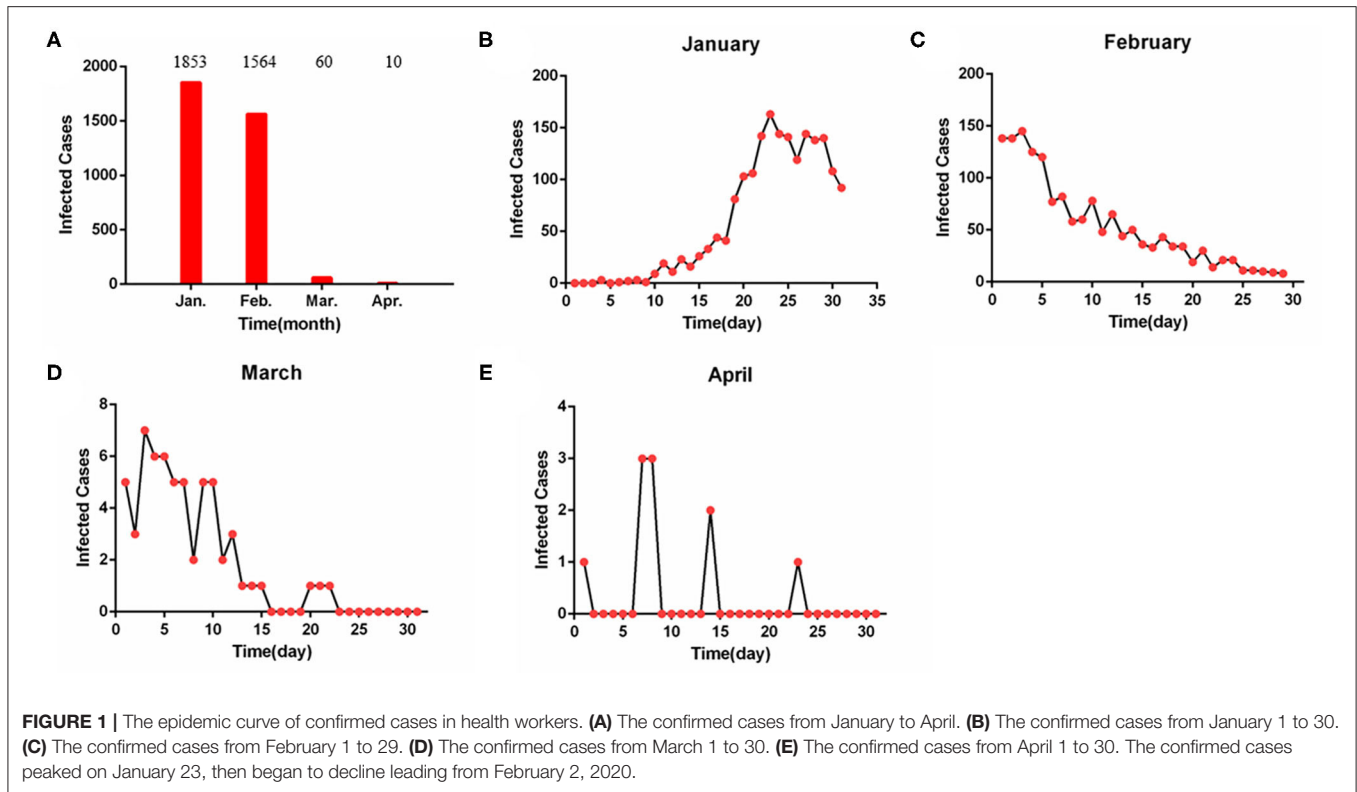 A
1853 1564 60 10
2000
1500
1000
500
0
Infected Cases
Jan. Feb. Mar. Apr.
Time(month)
B
January
200
150
100
50
0
Infected Cases
0 5 10 15 20 25 30 35
Time(day)
C
February
200
150
100
50
0
Infected Cases
0 5 10 15 20 25 30
Time(day)
D
March
8
6
4
2
0
Infected Cases
0 5 10 15 20 25 30
Time(day)
E
April
4
3
2
1
0
Infected Cases
0 5 10 15 20 25 30
Time(day)
FIGURE 1 | The epidemic curve of confirmed cases in health workers. (A) The confirmed cases from January to April. (B) The confirmed cases from January 1 to 30.
(C) The confirmed cases from February 1 to 29. (D) The confirmed cases from March 1 to 30. (E) The confirmed cases from April 1 to 30. The confirmed cases
peaked on January 23, then began to decline leading from February 2, 2020.